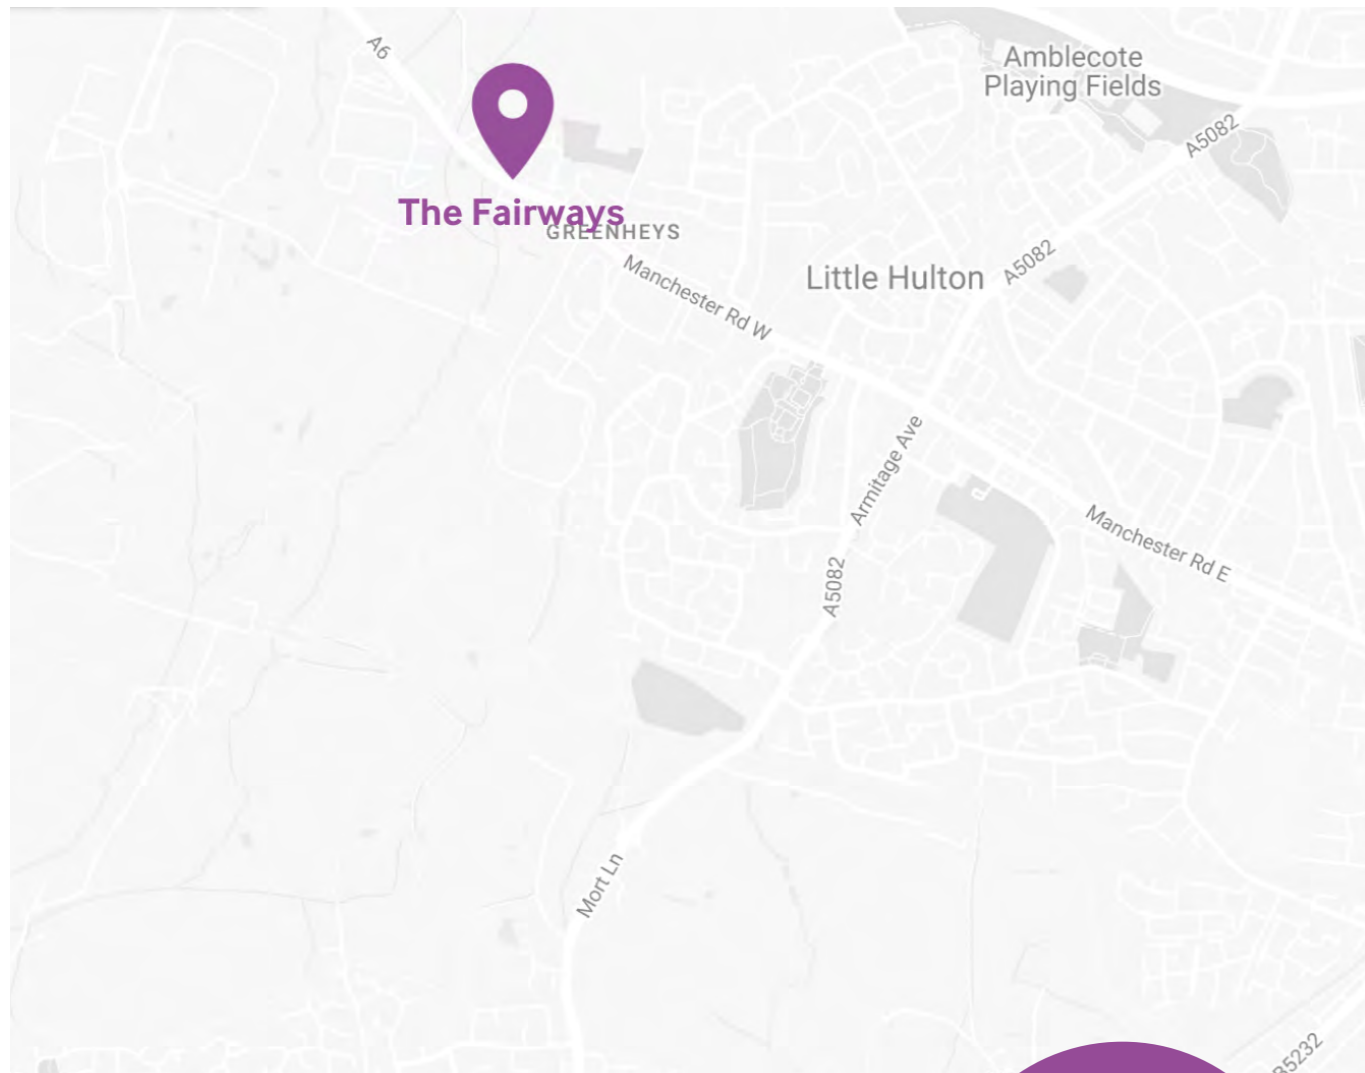 A6
Amblecote
Playing Fields
A5082
The Fairways
GREENHEYS
A5082
Little Hulton
Manchester Rd W
Armitage Ave
Manchester Rd E
A5082
Mort Ln
B5232